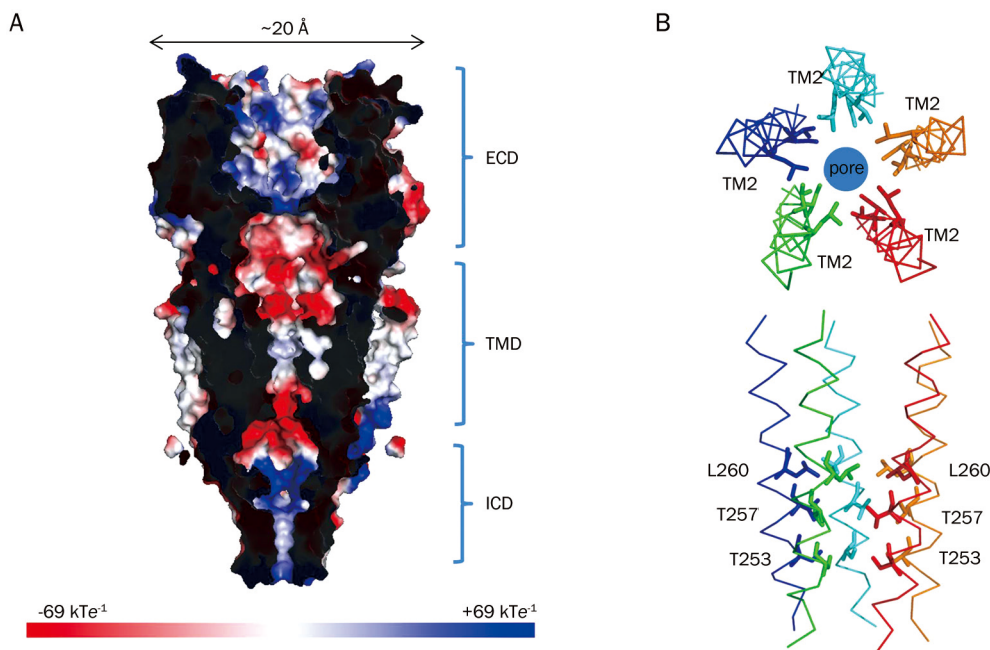 A
~20 Å
ECD
TMD
ICD
-69 kTe⁻¹
+69 kTe⁻¹
B
TM2
TM2
TM2
TM2
TM2
pore
L260
L260
T257
T257
T253
T253